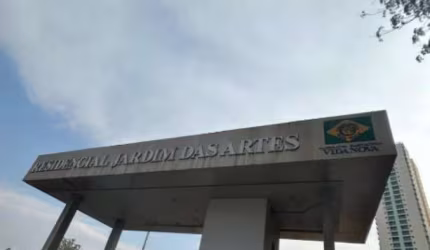 RESIDENCIAL JARDIM DAS ARTES
VIDA NOVA